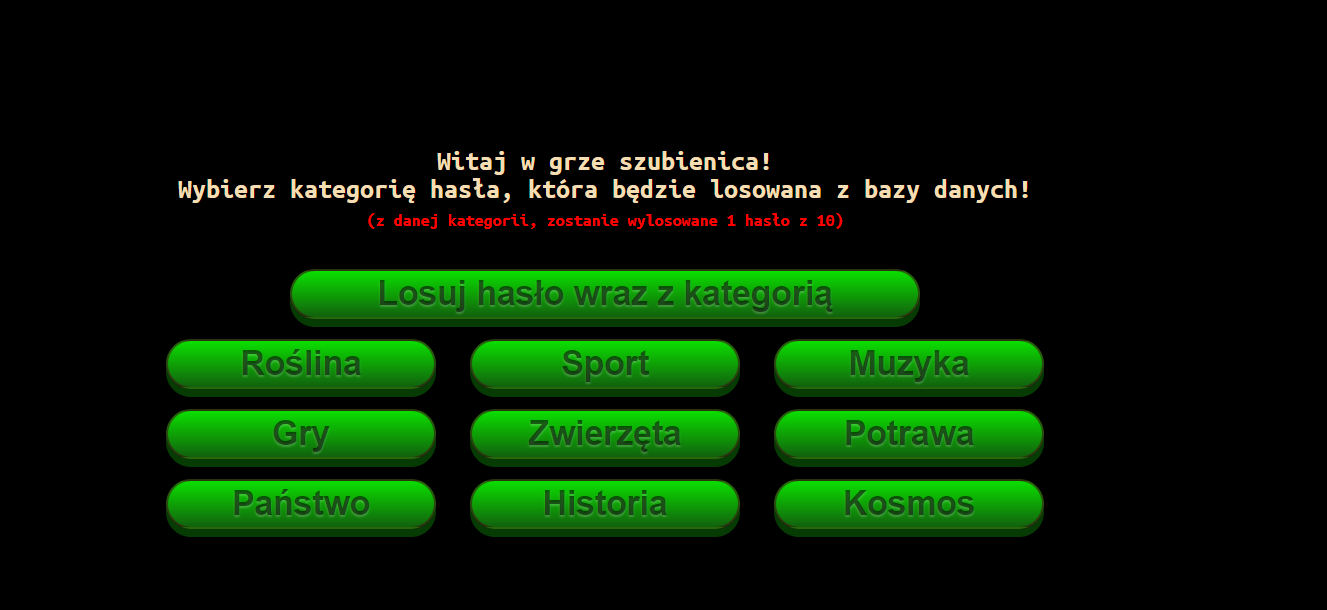 Witaj w grze szubienica!
Wybierz kategorię hasła, która będzie losowana z bazy danych!
(z danej kategorii, zostanie wylosowane 1 hasło z 10)
Losuj hasło wraz z kategorią
Roślina
Sport
Muzyka
Gry
Zwierzęta
Potrawa
Państwo
Historia
Kosmos